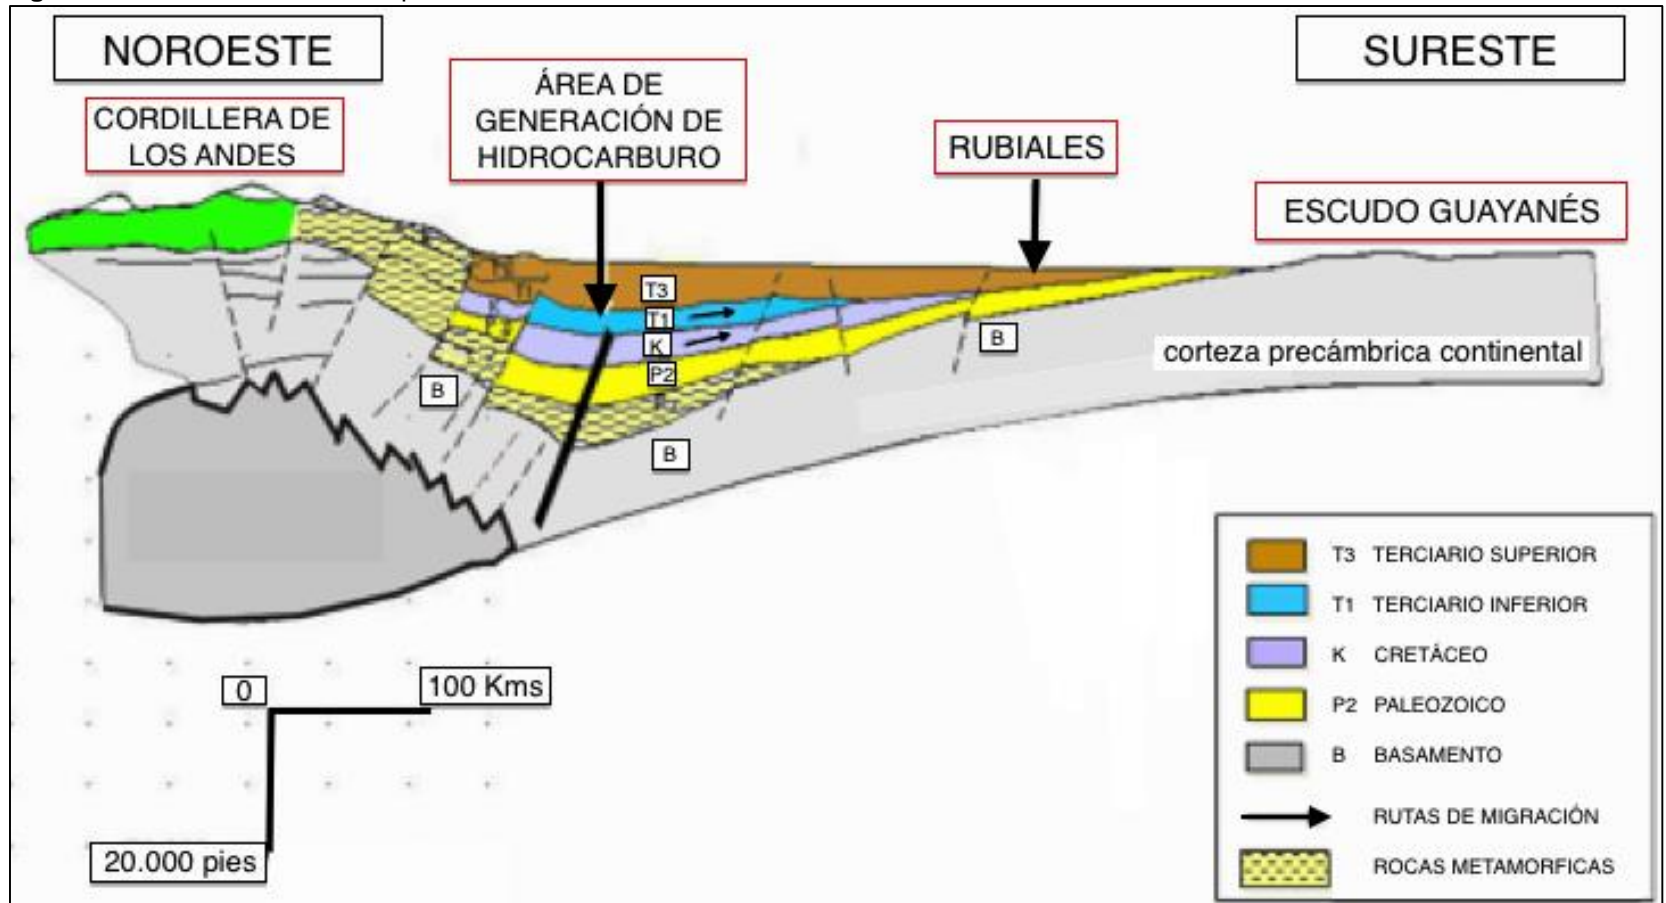 NOROESTE
SURESTE
CORDILLERA DE
LOS ANDES
ÁREA DE
GENERACIÓN DE
HIDROCARBURO
RUBIALES
ESCUDO GUAYANÉS
T3
T1
K
P2
B
B
B
corteza precámbrica continental
0
100 Kms
20.000 pies
T3 TERCIARIO SUPERIOR
T1 TERCIARIO INFERIOR
K CRETÁCEO
P2 PALEOZOICO
B BASAMENTO
RUTAS DE MIGRACIÓN
ROCAS METAMORFICAS